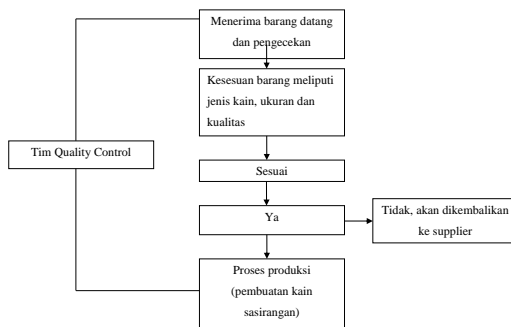 Menerima barang datang
dan pengecekan
Kesesuan barang meliputi
jenis kain, ukuran dan
kualitas
Tim Quality Control
Sesuai
Ya
Tidak, akan dikembalikan
ke supplier
Proses produksi
(pembuatan kain
sasirangan)